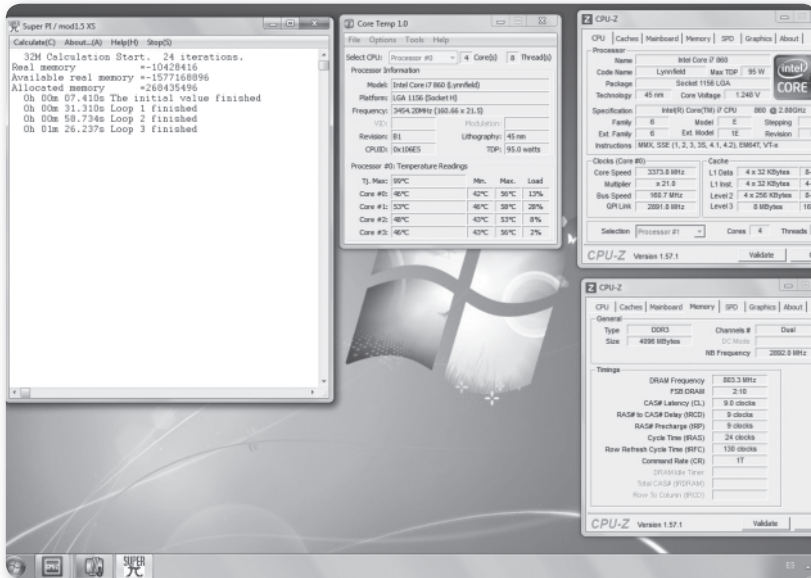 Super PI / mod1.5 XS
Calculate(C) About...(A) Help(H) Stop(S)
32M Calculation Start. 24 iterations.
Real memory =-10428416
Available real memory =-1577168896
Allocated memory =268435496
0h 00m 07.410s The initial value finished
0h 00m 31.310s Loop 1 finished
0h 00m 58.734s Loop 2 finished
0h 01m 26.237s Loop 3 finished
Core Temp 1.0
File Options Tools Help
Select CPU: Processor #0 4 Core(s) 8 Thread(s)
Processor Information
Model: Intel Core i7 860 (Lynnfield)
Platform: LGA 1156 (Socket H)
Frequency: 3454.20MHz (160.66 x 21.5)
VID: Modulation:
Revision: B1 Lithography: 45 nm
CPUID: 0x106E5 TDP: 95.0 watts
Processor #0: Temperature Readings
Tj. Max: 99°C Min. Max. Load
Core #0: 46°C 42°C 56°C 13%
Core #1: 53°C 46°C 58°C 28%
Core #2: 48°C 43°C 53°C 8%
Core #3: 46°C 43°C 56°C 2%
CPU-Z
CPU Caches Mainboard Memory SPD Graphics About
Processor
Name Intel Core i7 860
Code Name Lynnfield Max TDP 95 W
Package Socket 1156 LGA
Technology 45 nm Core Voltage 1.248 V
(intel)
CORE
Specification Intel(R) Core(TM) i7 CPU 860 @ 2.80GHz
Family 6 Model E Stepping
Ext. Family 6 Ext. Model 1E Revision
Instructions MMX, SSE (1, 2, 3, 3S, 4.1, 4.2), EM64T, VT-x
Clocks (Core #0) Cache
Core Speed 3373.8 MHz L1 Data 4 x 32 KBytes 8-
Multiplier x 21.0 L1 Inst. 4 x 32 KBytes 4-
Bus Speed 160.7 MHz Level 2 4 x 256 KBytes 8-
QPI Link 2891.8 MHz Level 3 8 MBytes 16
Selection Processor #1 Cores 4 Threads
CPU-Z Version 1.57.1 Validate
CPU-Z
CPU Caches Mainboard Memory SPD Graphics About
General
Type DDR3 Channels # Dual
Size 4096 MBytes DC Mode
NB Frequency 2892.0 MHz
Timings
DRAM Frequency 803.3 MHz
FSB:DRAM 2:10
CAS# Latency (CL) 9.0 clocks
RAS# to CAS# Delay (tRCD) 9 clocks
RAS# Precharge (tRP) 9 clocks
Cycle Time (tRAS) 24 clocks
Row Refresh Cycle Time (tRFC) 130 clocks
Command Rate (CR) 1T
DRAM Idle Timer
Total CAS# (tRDRAM)
Row To Column (tRCD)
CPU-Z Version 1.57.1 Validate
SUPER
π
ES